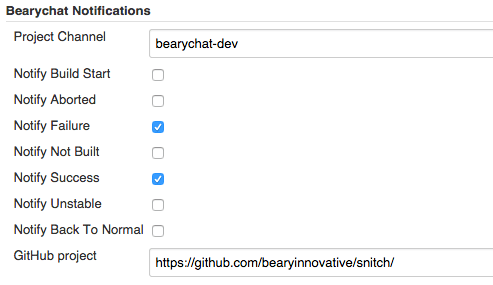 Bearychat Notifications
Project Channel bearychat-dev
Notify Build Start
Notify Aborted
Notify Failure
Notify Not Built
Notify Success
Notify Unstable
Notify Back To Normal
GitHub project https://github.com/bearyinnovative/snitch/